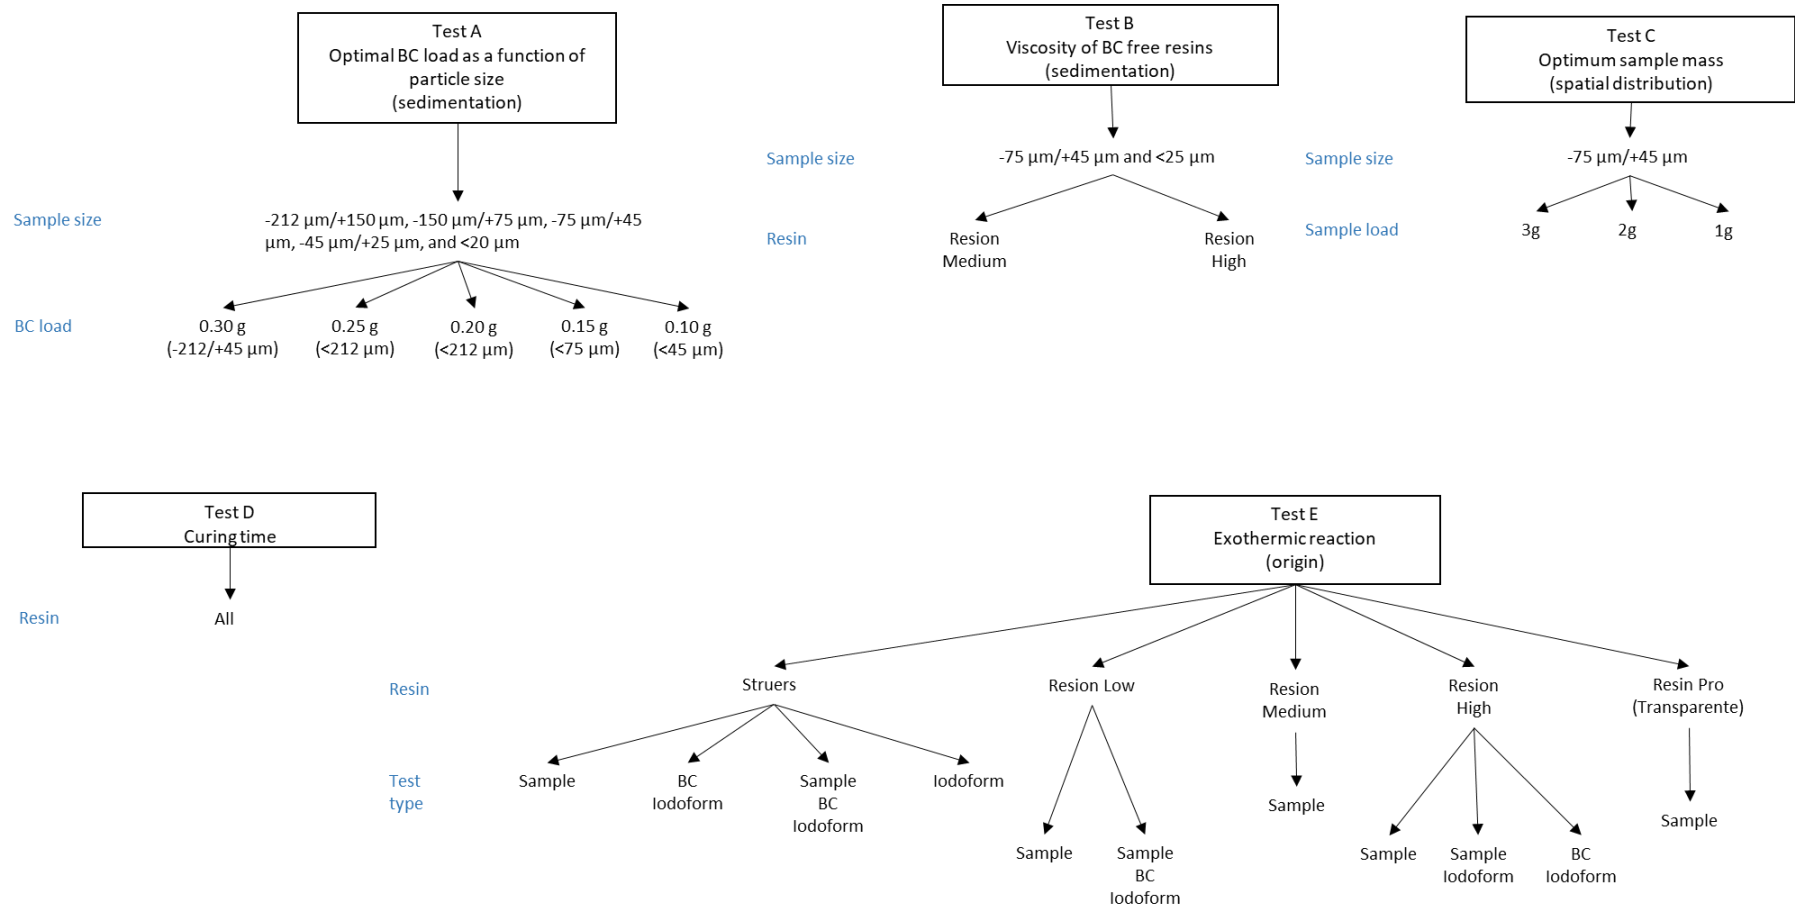 Test A
Optimal BC load as a function of
particle size
(sedimentation)
Sample size
-212 µm/+150 µm, -150 µm/+75 µm, -75 µm/+45
µm, -45 µm/+25 µm, and <20 µm
BC load
0.30 g
(-212/+45 µm)
0.25 g
(<212 µm)
0.20 g
(<212 µm)
0.15 g
(<75 µm)
0.10 g
(<45 µm)
Test B
Viscosity of BC free resins
(sedimentation)
Sample size
-75 µm/+45 µm and <25 µm
Resin
Resion
Medium
Resion
High
Test C
Optimum sample mass
(spatial distribution)
Sample size
-75 µm/+45 µm
Sample load
3g
2g
1g
Test D
Curing time
Resin
All
Test E
Exothermic reaction
(origin)
Resin
Struers
Resion Low
Resion
Medium
Resion
High
Resin Pro
(Transparente)
Test
type
Sample
BC
Iodoform
Sample
BC
Iodoform
Iodoform
Sample
Sample
BC
Iodoform
Sample
Sample
Sample
Iodoform
BC
Iodoform
Sample